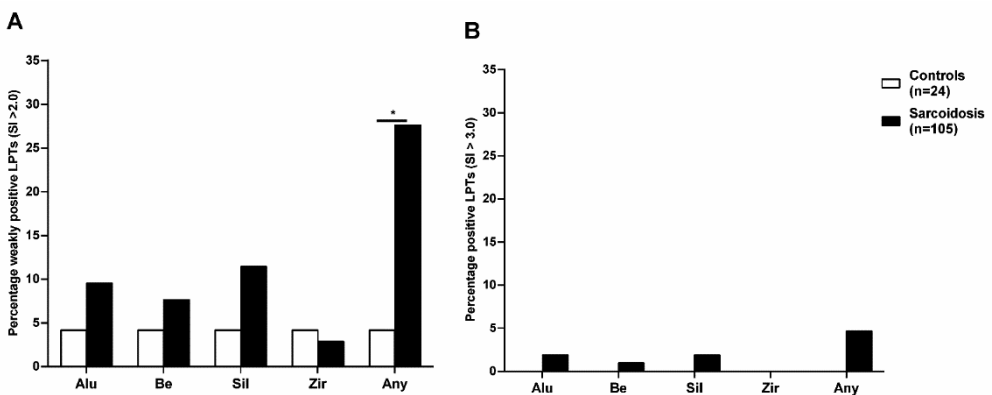 A
B
Percentage weakly positive LPTs (SI >2.0)
35
30
25
20
15
10
5
0
*
Alu Be Sil Zir Any
Percentage positive LPTs (SI > 3.0)
35
30
25
20
15
10
5
0
Alu Be Sil Zir Any
Controls
(n=24)
Sarcoidosis
(n=105)